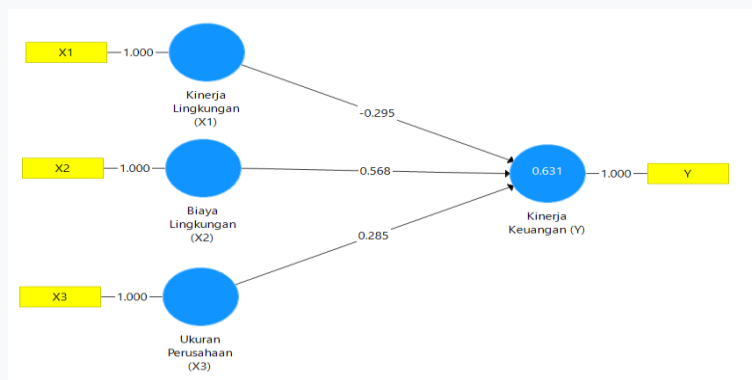 X1
1.000
Kinerja
Lingkungan
(X1)
-0.295
X2
1.000
0.568
0.631
1.000
Y
Biaya
Lingkungan
(X2)
Kinerja
Keuangan (Y)
0.285
X3
1.000
Ukuran
Perusahaan
(X3)